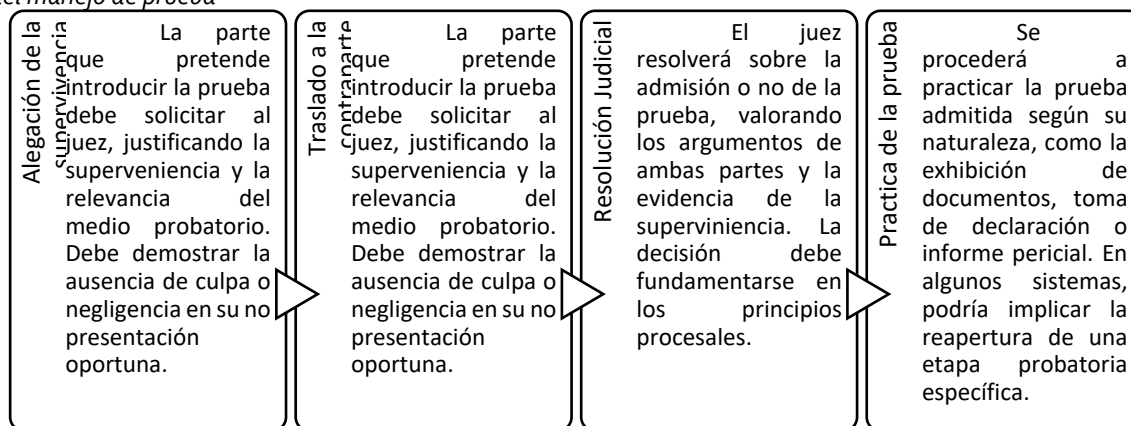 del manejo de prueba
Alegación de la
supervivencia
La parte
que pretende
introducir la prueba
debe solicitar al
juez, justificando la
superveniencia y la
relevancia del
medio probatorio.
Debe demostrar la
ausencia de culpa o
negligencia en su no
presentación
oportuna.
Traslado a la
contraparte
La parte
que pretende
introducir la prueba
debe solicitar al
juez, justificando la
superveniencia y la
relevancia del
medio probatorio.
Debe demostrar la
ausencia de culpa o
negligencia en su no
presentación
oportuna.
Resolución Judicial
El juez
resolverá sobre la
admisión o no de la
prueba, valorando
los argumentos de
ambas partes y la
evidencia de la
superviniencia. La
decisión debe
fundamentarse en
los principios
procesales.
Practica de la prueba
Se
procederá a
practicar la prueba
admitida según su
naturaleza, como la
exhibición de
documentos, toma
de declaración o
informe pericial. En
algunos sistemas,
podría implicar la
reapertura de una
etapa probatoria
específica.